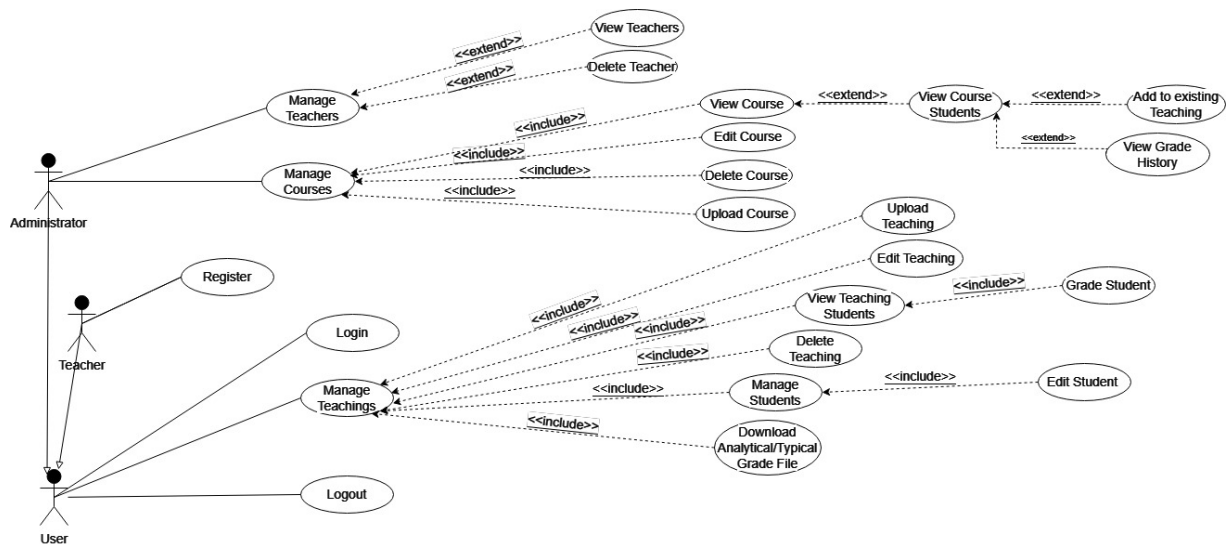 View Teachers
<<extend>>
<<extend>>
Delete Teacher
Manage
Teachers
View Course
<<extend>>
View Course
Students
<<extend>>
Add to existing
Teaching
<<include>>
Edit Course
<<include>>
<<extend>>
View Grade
History
Manage
Courses
<<include>>
Delete Course
<<include>>
Upload Course
Administrator
Upload
Teaching
Edit Teaching
Register
<<include>>
View Teaching
Students
<<include>>
Grade Student
Login
<<include>>
<<include>>
Delete
Teaching
<<include>>
Teacher
Manage
Teachings
<<include>>
Manage
Students
<<include>>
Edit Student
<<include>>
Download
Analytical/Typical
Grade File
Logout
User